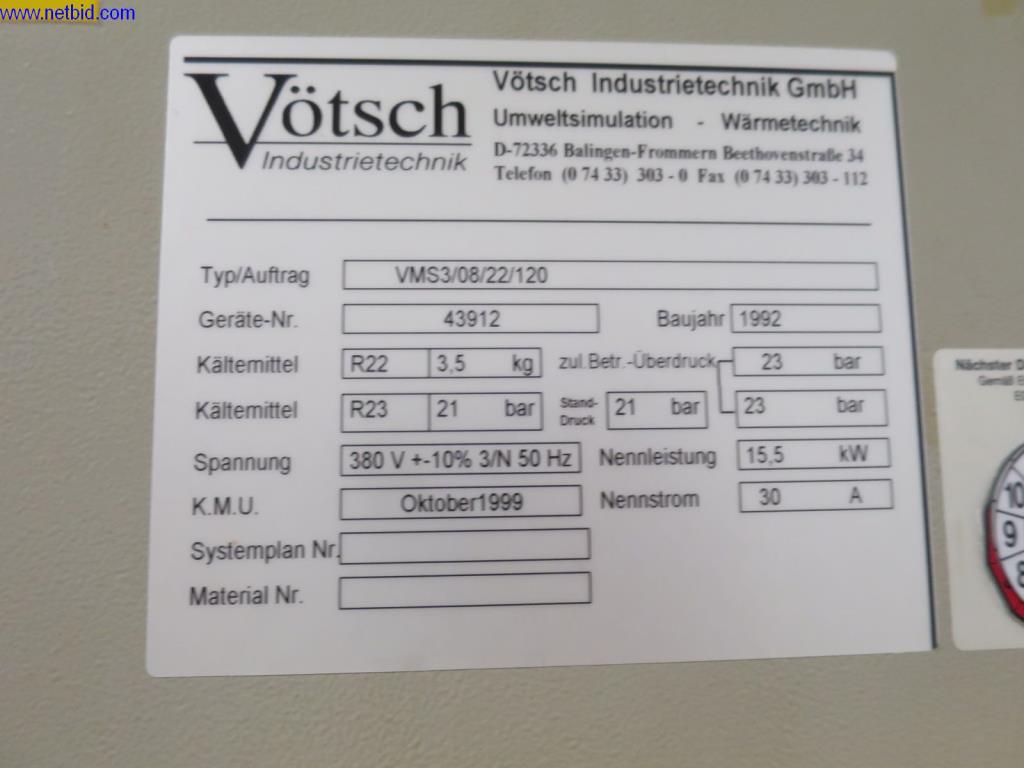 www.netbid.com
Vötsch
Industrietechnik
Vötsch Industrietechnik GmbH
Umweltsimulation - Wärmetechnik
D-72336 Balingen-Frommern Beethovenstraße 34
Telefon (0 74 33) 303 - 0 Fax (0 74 33) 303 - 112
Typ/Auftrag VMS3/08/22/120
Geräte-Nr. 43912 Baujahr 1992
Kältemittel R22 3,5 kg zul. Betr.-Überdruck 23 bar
Kältemittel R23 21 bar Stand-Druck 21 bar 23 bar
Spannung 380 V +-10% 3/N 50 Hz Nennleistung 15,5 kW
K.M.U. Oktober1999 Nennstrom 30 A
Systemplan Nr.
Material Nr.
Nächster
Gemäß
10
9
8